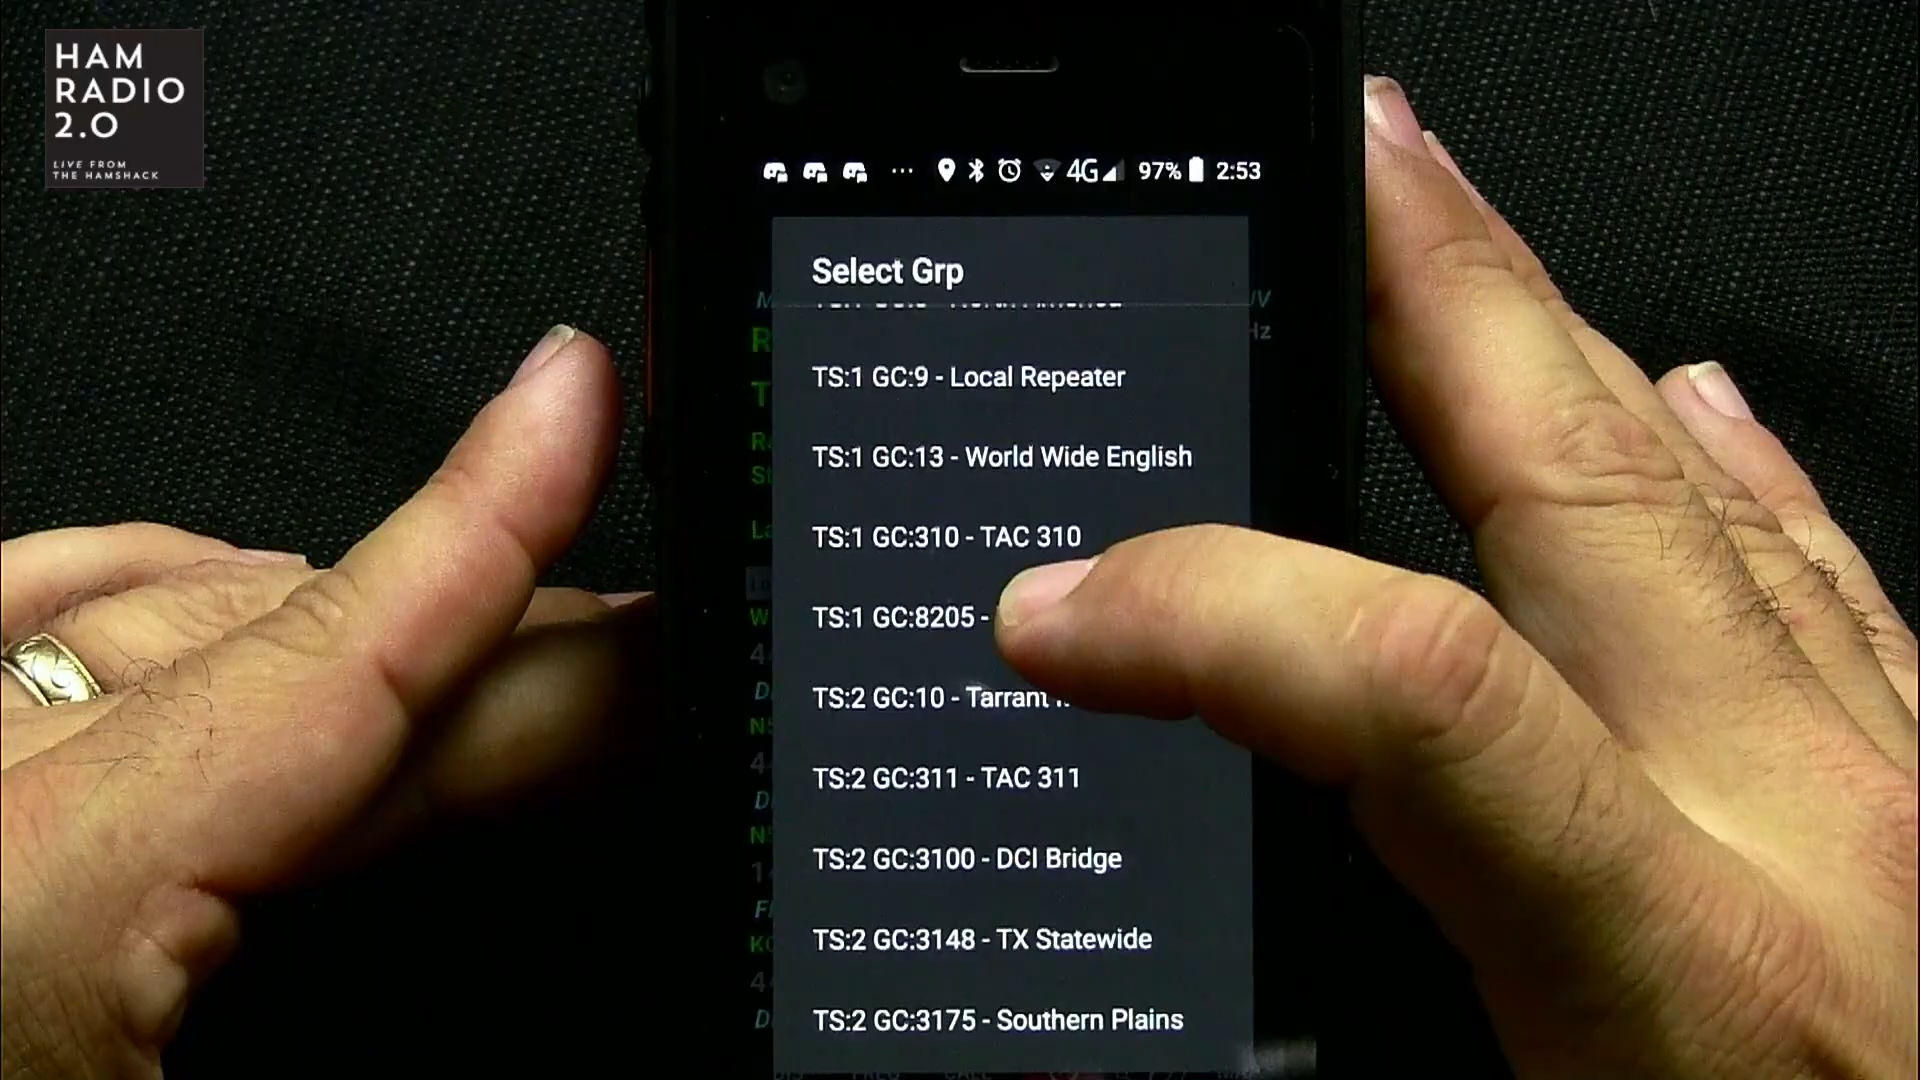 HAM
RADIO
2.0
LIVE FROM
THE HAMSHACK
4G 97% 2:53
Select Grp
TS:1 GC:9 - Local Repeater
TS:1 GC:13 - World Wide English
TS:1 GC:310 - TAC 310
TS:1 GC:8205 -
TS:2 GC:10 - Tarrant
TS:2 GC:311 - TAC 311
TS:2 GC:3100 - DCI Bridge
TS:2 GC:3148 - TX Statewide
TS:2 GC:3175 - Southern Plains